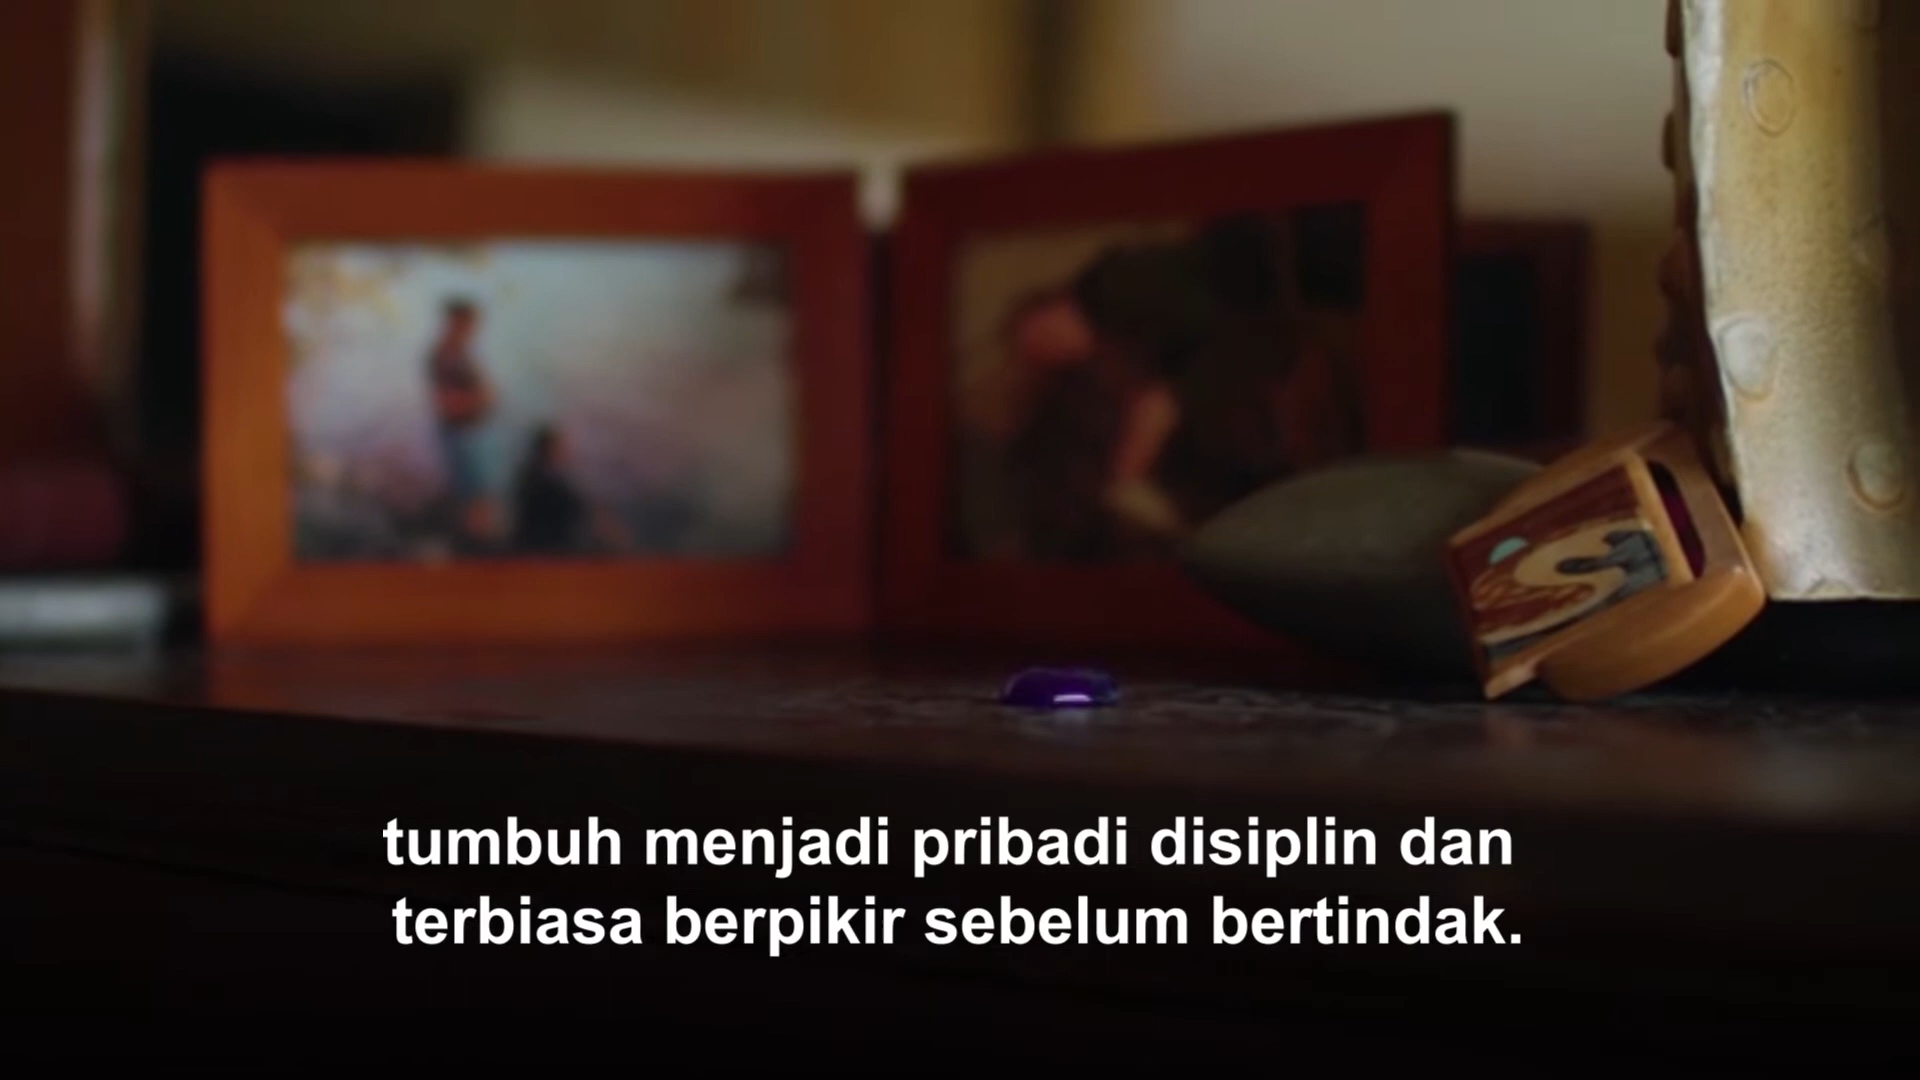 tumbuh menjadi pribadi disiplin dan
terbiasa berpikir sebelum bertindak.